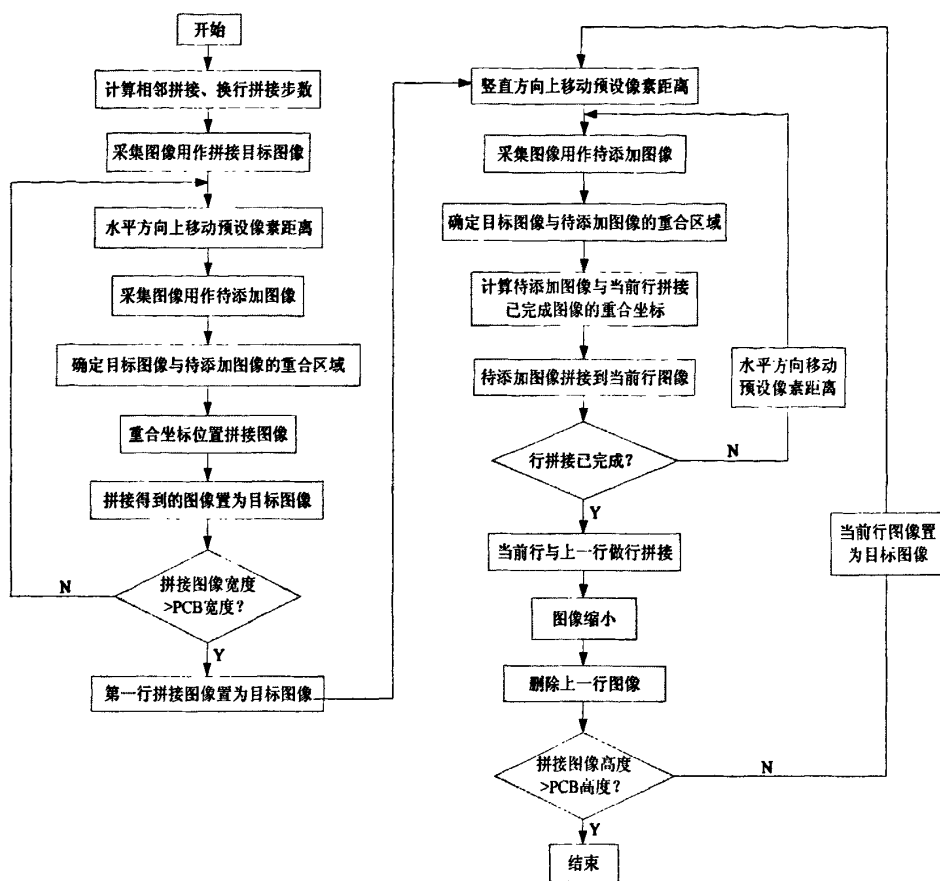 开始
计算相邻拼接、换行拼接步数
采集图像用作拼接目标图像
水平方向上移动预设像素距离
采集图像用作待添加图像
确定目标图像与待添加图像的重合区域
重合坐标位置拼接图像
拼接得到的图像置为目标图像
拼接图像宽度
>PCB宽度?
N
Y
第一行拼接图像置为目标图像
竖直方向上移动预设像素距离
采集图像用作待添加图像
确定目标图像与待添加图像的重合区域
计算待添加图像与当前行拼接
已完成图像的重合坐标
待添加图像拼接到当前行图像
水平方向移动
预设像素距离
行拼接已完成?
N
Y
当前行与上一行做行拼接
当前行图像置
为目标图像
图像缩小
删除上一行图像
拼接图像高度
>PCB高度?
N
Y
结束